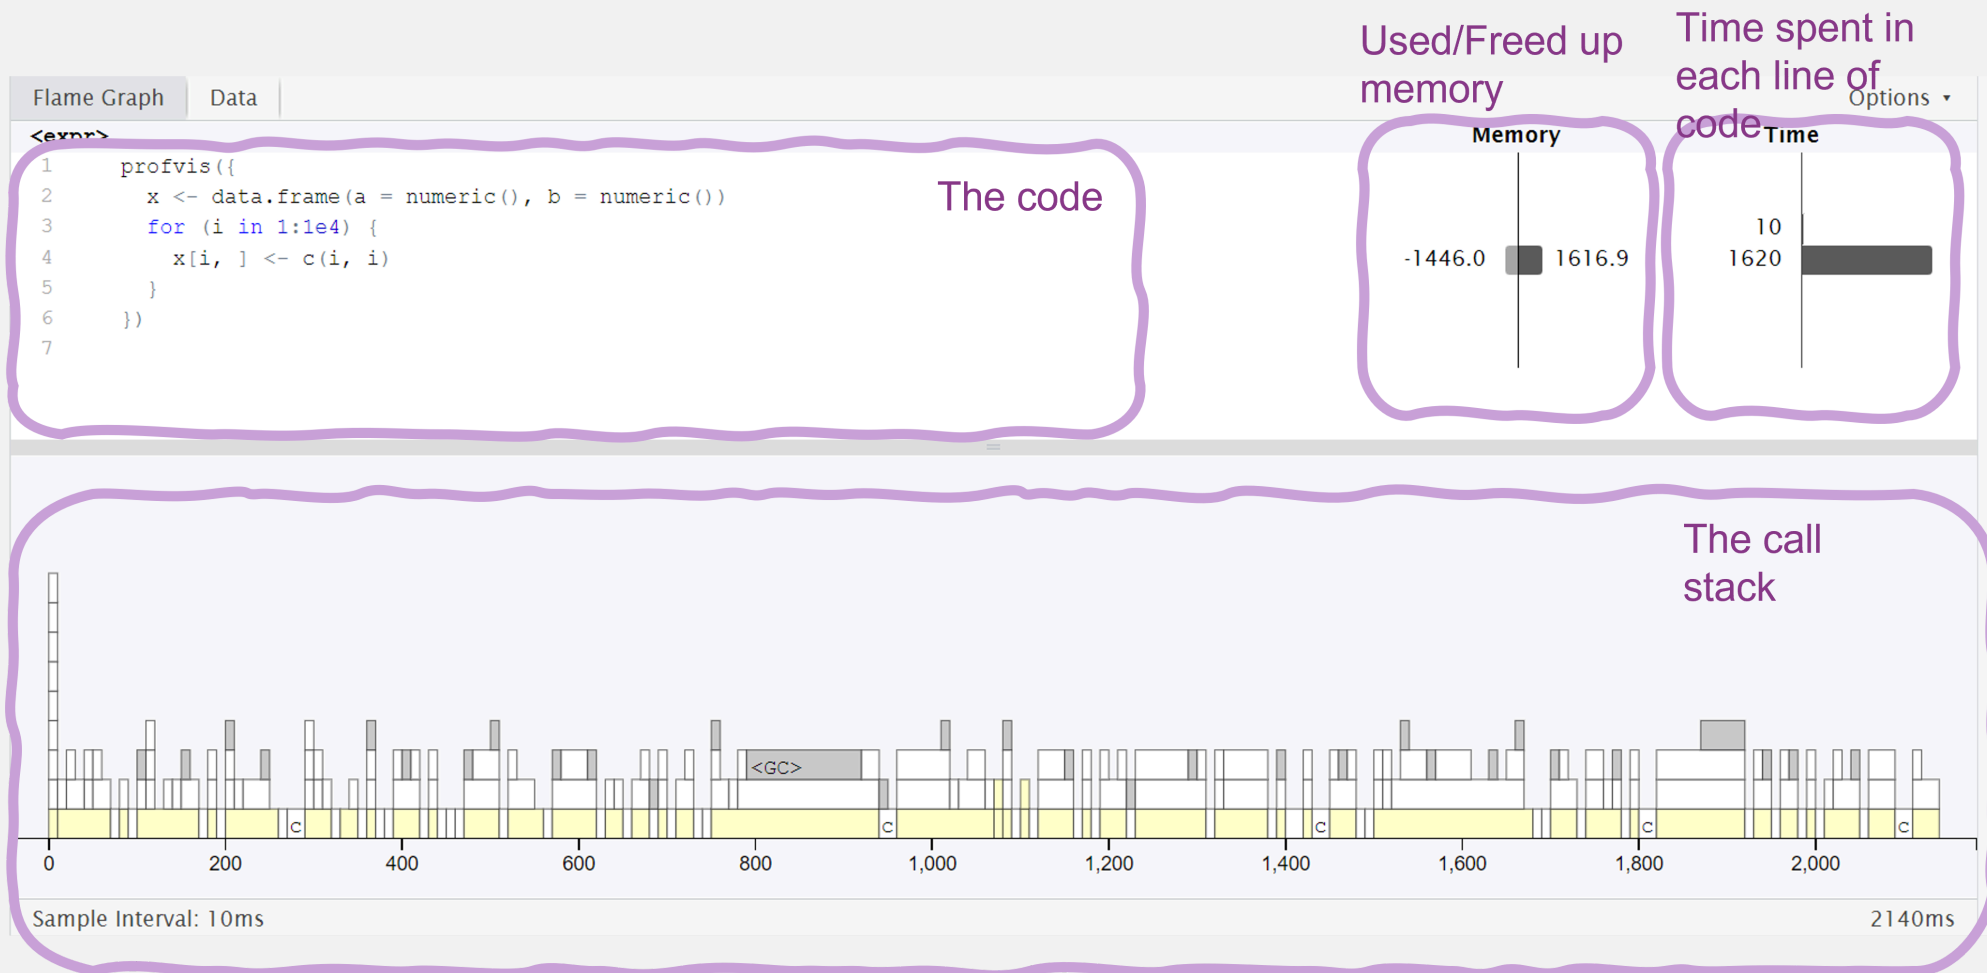 Used/Freed up
memory
Time spent in
each line of
code
Flame Graph
Data
Options
<expr>
Memory
Time
1 profvis({
2 x <- data.frame(a = numeric(), b = numeric())
3 for (i in 1:1e4) {
4 x[i, ] <- c(i, i)
5 }
6 })
7
The code
10
-1446.0 1616.9
1620
The call
stack
<GC>
C C C C C
0 200 400 600 800 1,000 1,200 1,400 1,600 1,800 2,000
Sample Interval: 10ms
2140ms